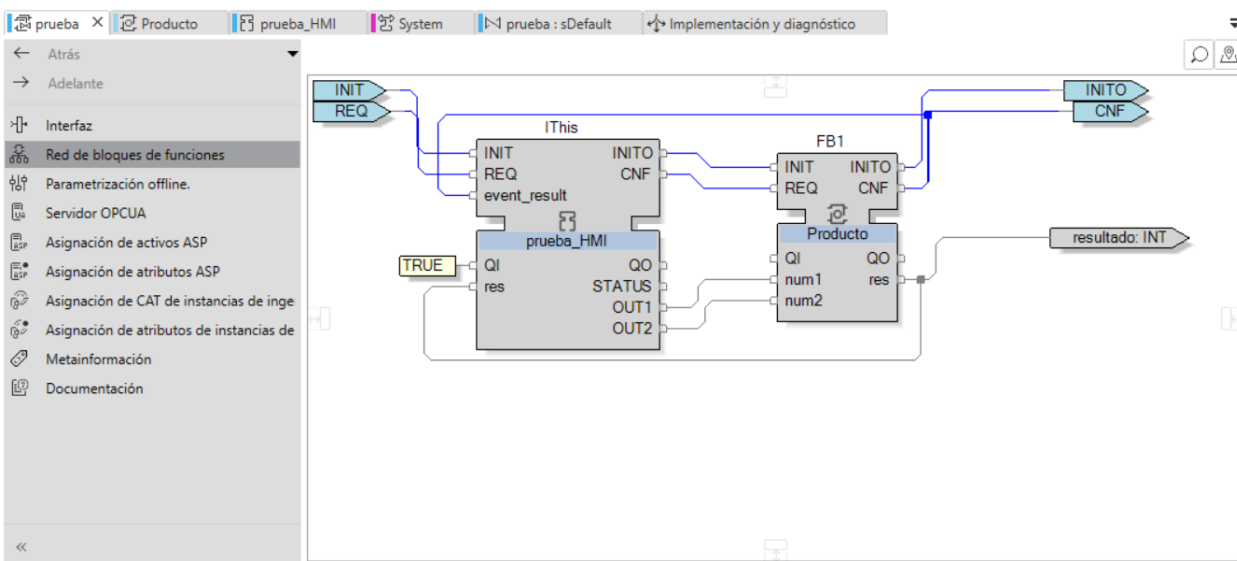 prueba
Producto
prueba_HMI
System
prueba : sDefault
Implementación y diagnóstico
Atrás
Adelante
Interfaz
Red de bloques de funciones
Parametrización offline.
Servidor OPCUA
Asignación de activos ASP
Asignación de atributos ASP
Asignación de CAT de instancias de inge
Asignación de atributos de instancias de
Metainformación
Documentación
INIT
REQ
INITO
CNF
IThis
INIT INITO
REQ CNF
event_result
prueba_HMI
TRUE
QI QO
res STATUS
OUT1
OUT2
FB1
INIT INITO
REQ CNF
Producto
QI QO
num1 res
num2
resultado: INT